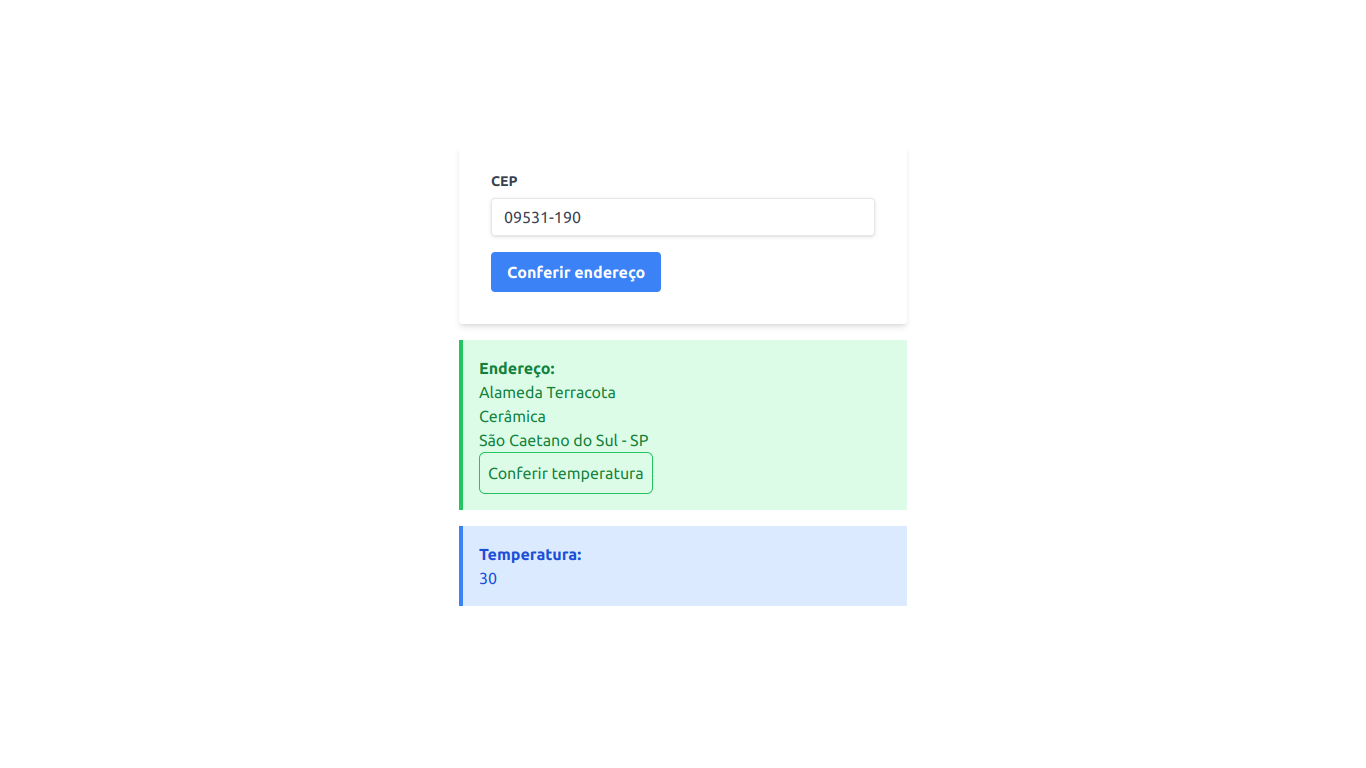 CEP
09531-190
Conferir endereço
Endereço:
Alameda Terracota
Cerâmica
São Caetano do Sul - SP
Conferir temperatura
Temperatura:
30